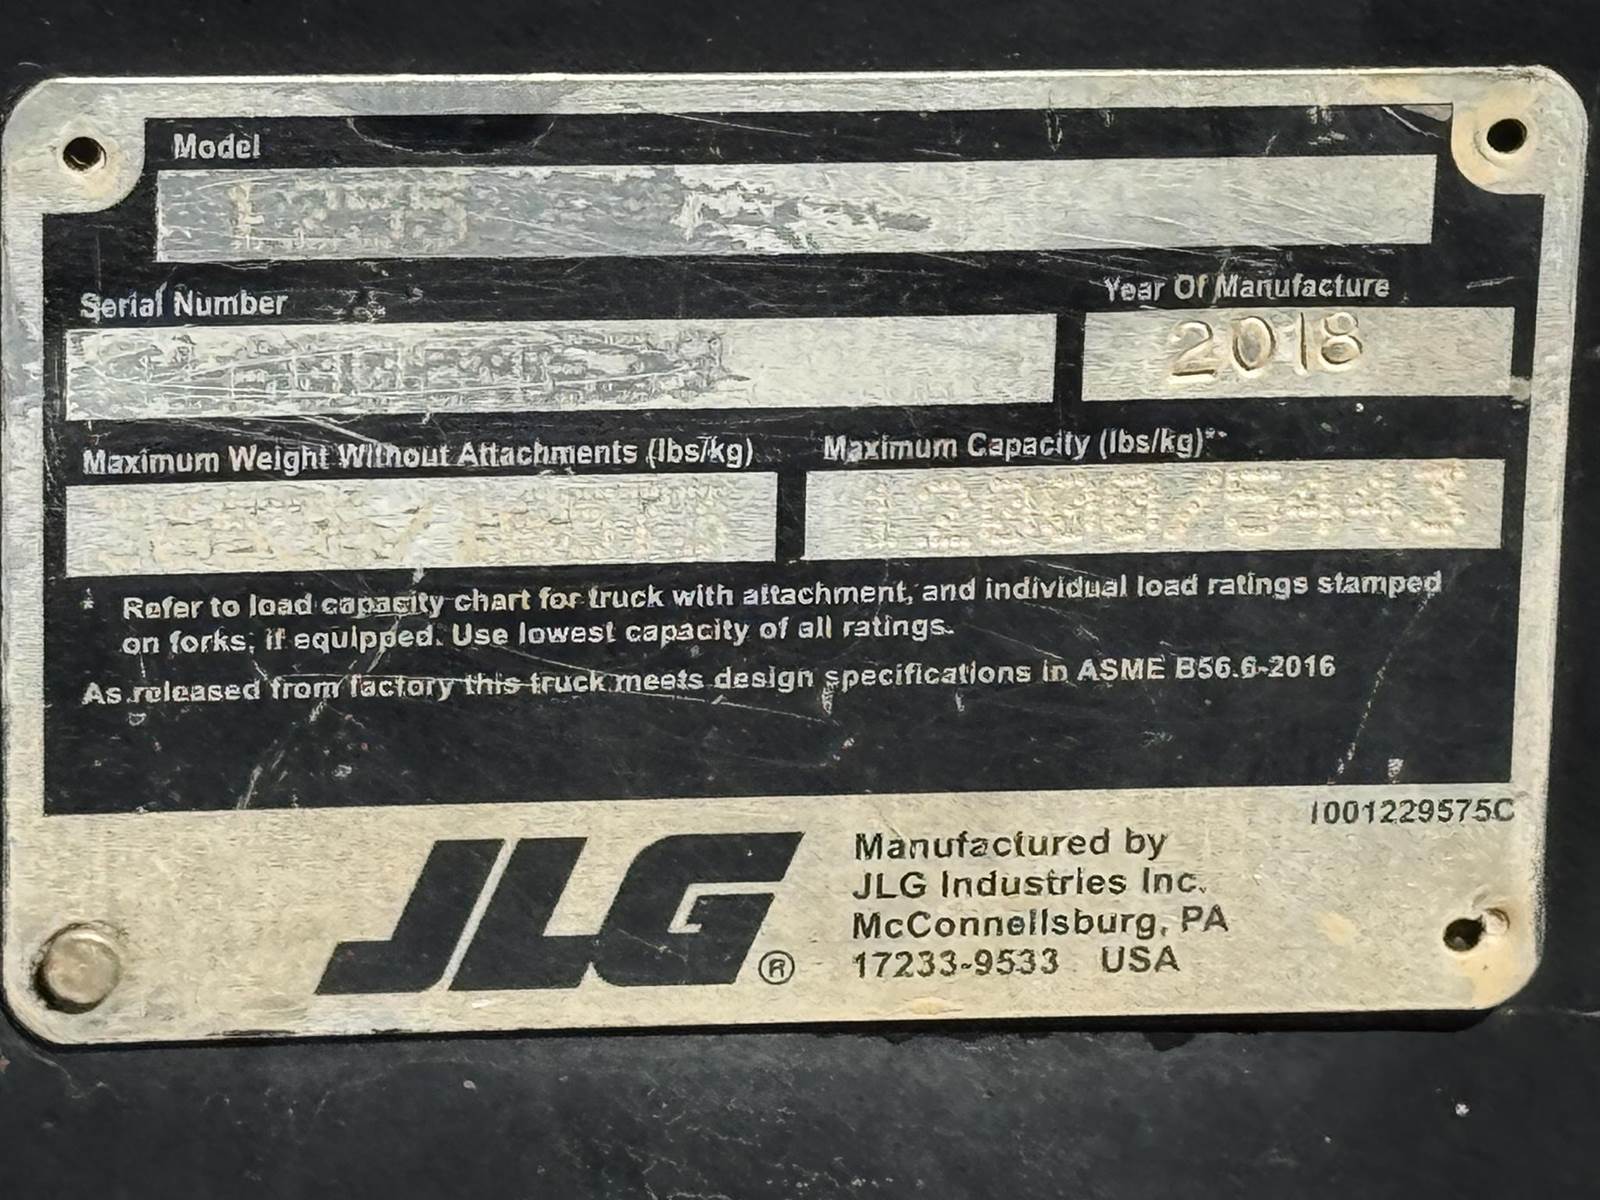 Model
Serial Number
Year Of Manufacture
2018
Maximum Weight Without Attachments (lbs/kg)
Maximum Capacity (lbs/kg)**
12000/5443
* Refer to load capacity chart for truck with attachment, and individual load ratings stamped
on forks, if equipped. Use lowest capacity of all ratings.
As released from factory this truck meets design specifications in ASME B56.6-2016
1001229575C
JLG®
Manufactured by
JLG Industries Inc.
McConnellsburg, PA
17233-9533 USA